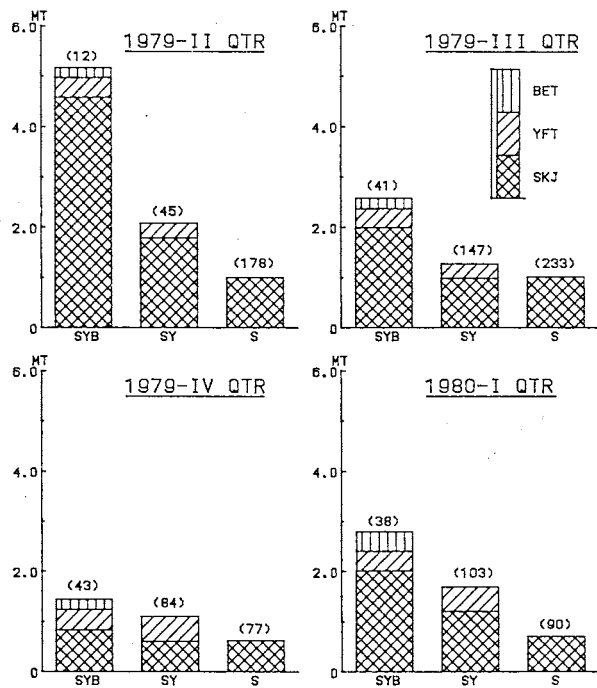 MT
6.0
4.0
2.0
0
1979-II QTR
(12)
(45)
(178)
SYB
SY
S
MT
6.0
4.0
2.0
0
1979-III QTR
BET
YFT
SKJ
(41)
(147)
(233)
SYB
SY
S
MT
6.0
4.0
2.0
0
1979-IV QTR
(43)
(84)
(77)
SYB
SY
S
MT
6.0
4.0
2.0
0
1980-I QTR
(38)
(103)
(90)
SYB
SY
S